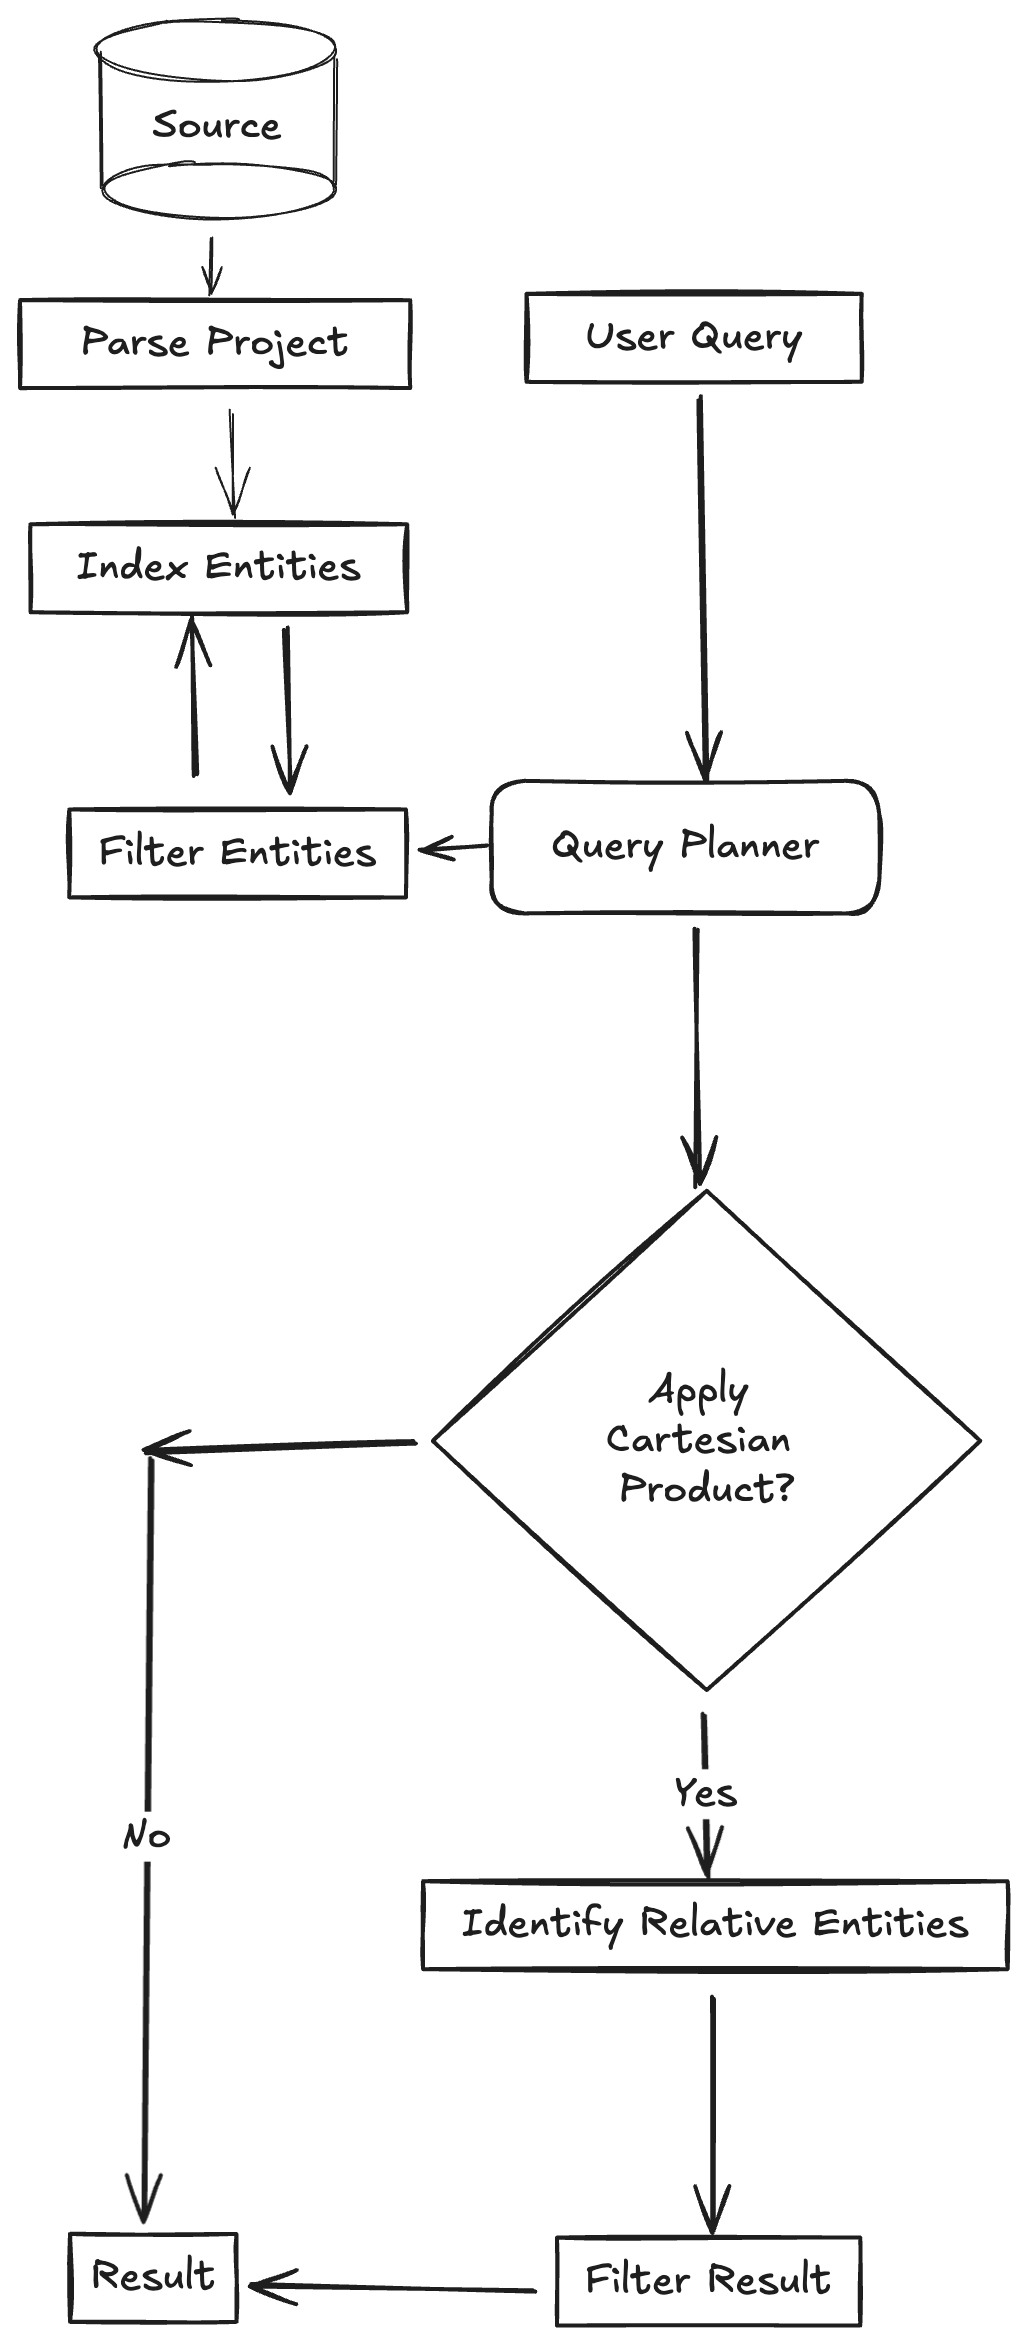 Source
Parse Project
User Query
Index Entities
Filter Entities
Query Planner
Apply
Cartesian
Product?
Yes
No
Identify Relative Entities
Result
Filter Result